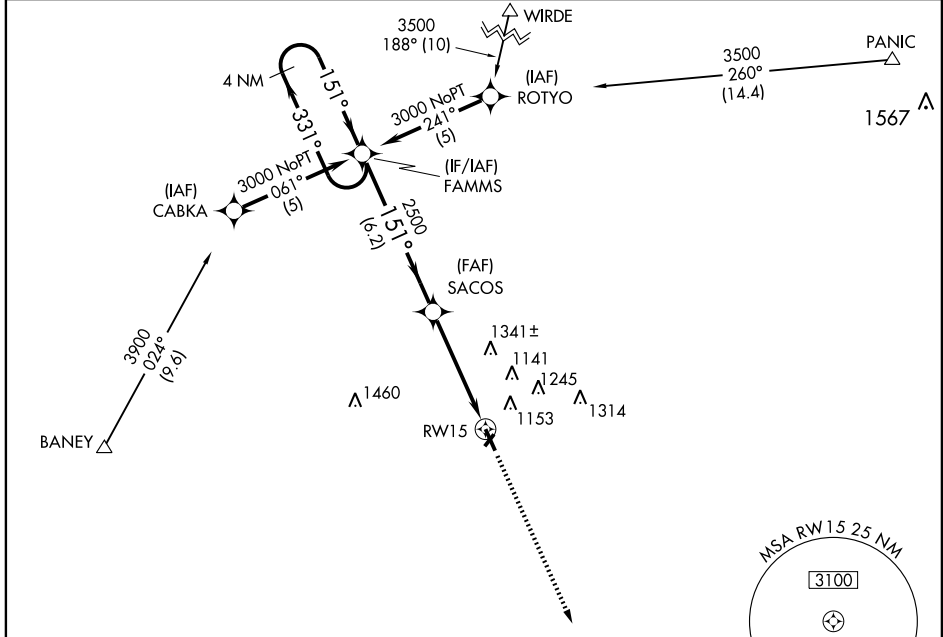 WIRDE
3500
188° (10)
PANIC
3500
260°
(14.4)
1567
(IAF)
ROTYO
4 NM
151°
331°
3000 NoPT
241°
(5)
(IF/IAF)
FAMMS
3000 NoPT
061°
(5)
(IAF)
CABKA
2500
151°
(6.2)
(FAF)
SACOS
3900
024°
(9.6)
BANEY
1341±
1141
1245
1314
1153
1460
RW15
MSA RW15 25 NM
3100